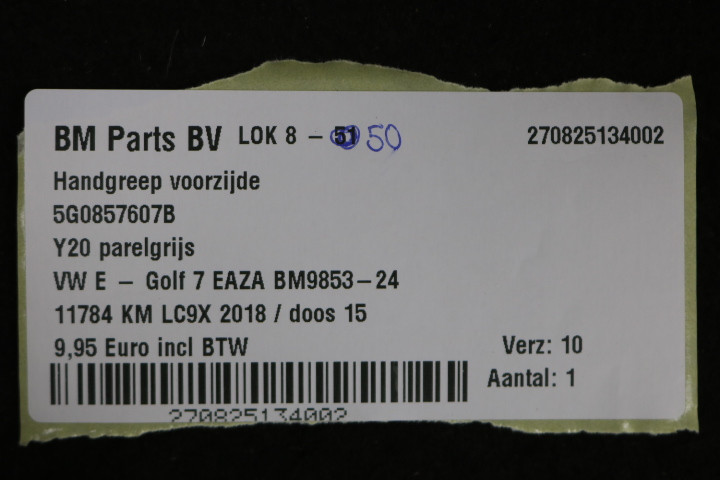 BM Parts BV LOK 8 - 51 50 270825134002
Handgreep voorzijde
5G0857607B
Y20 parelgrijs
VW E - Golf 7 EAZA BM9853-24
11784 KM LC9X 2018 / doos 15
9,95 Euro incl BTW Verz: 10
Aantal: 1
270825134002